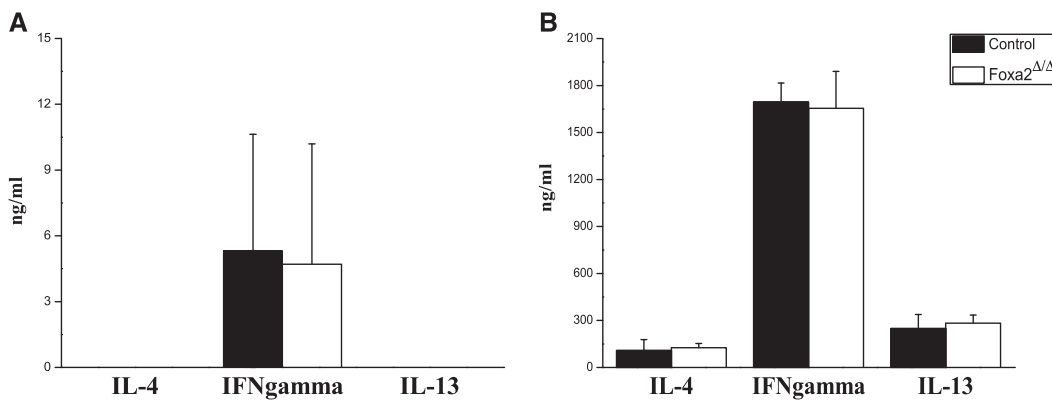 A
15
12
9
6
3
0
ng/ml
IL-4 IFNgamma IL-13
B
2100
1800
1500
1200
900
600
300
0
ng/ml
IL-4 IFNgamma IL-13
Control
Foxa2Δ/Δ